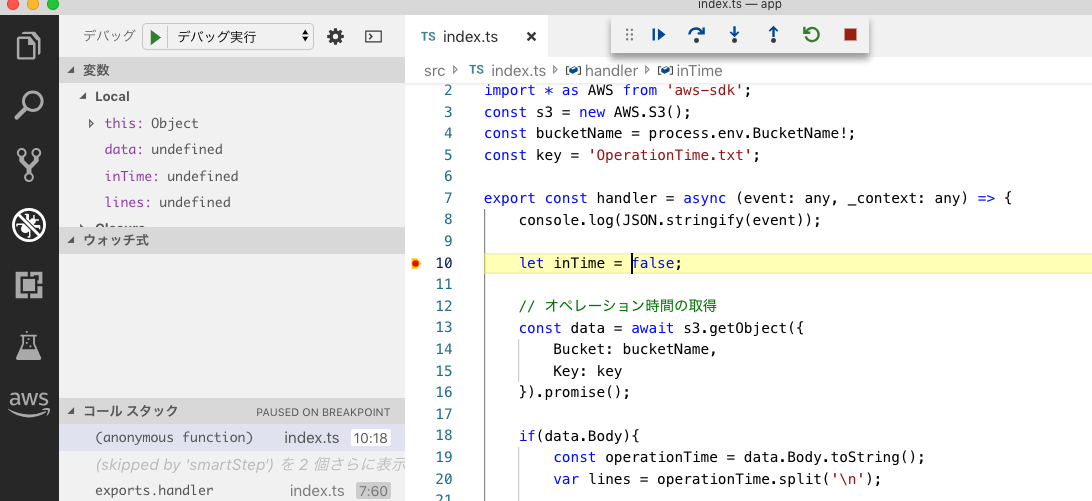 index.ts — app
デバッグ デバッグ実行
TS index.ts ×
変数
Local
this: Object
data: undefined
inTime: undefined
lines: undefined
Closure
ウォッチ式
コール スタック PAUSED ON BREAKPOINT
(anonymous function) index.ts 10:18
(skipped by 'smartStep') を 2 個さらに表示
exports.handler index.ts 7:60
aws
src TS index.ts handler inTime
2 import * as AWS from 'aws-sdk';
3 const s3 = new AWS.S3();
4 const bucketName = process.env.BucketName!;
5 const key = 'OperationTime.txt';
6
7 export const handler = async (event: any, _context: any) => {
8 console.log(JSON.stringify(event));
9
10 let inTime = false;
11
12 // オペレーション時間の取得
13 const data = await s3.getObject({
14 Bucket: bucketName,
15 Key: key
16 }).promise();
17
18 if(data.Body){
19 const operationTime = data.Body.toString();
20 var lines = operationTime.split('\n');
21